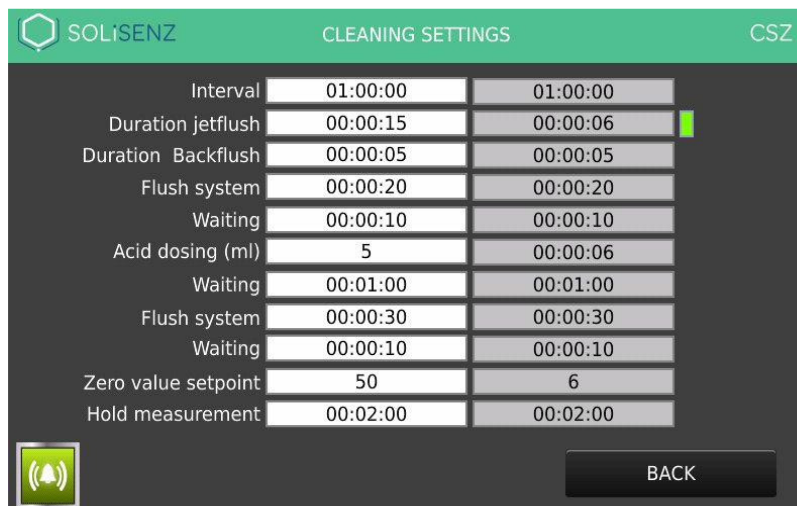 SOLiSENZ CLEANING SETTINGS CSZ
Interval 01:00:00 01:00:00
Duration jetflush 00:00:15 00:00:06
Duration Backflush 00:00:05 00:00:05
Flush system 00:00:20 00:00:20
Waiting 00:00:10 00:00:10
Acid dosing (ml) 5 00:00:06
Waiting 00:01:00 00:01:00
Flush system 00:00:30 00:00:30
Waiting 00:00:10 00:00:10
Zero value setpoint 50 6
Hold measurement 00:02:00 00:02:00
BACK